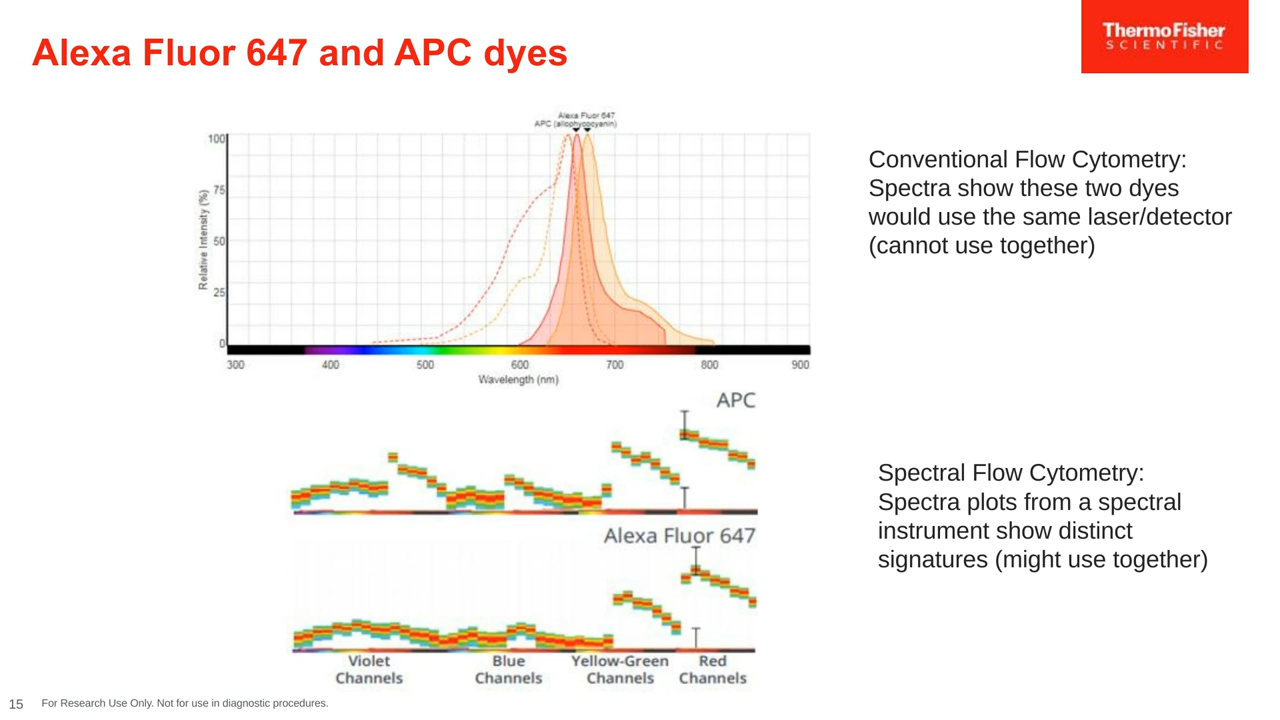 Alexa Fluor 647 and APC dyes
ThermoFisher
SCIENTIFIC
Alexa Fluor 647
APC (allophycocyanin)
100
75
50
25
0
Relative Intensity (%)
300 400 500 600 700 800 900
Wavelength (nm)
Conventional Flow Cytometry:
Spectra show these two dyes
would use the same laser/detector
(cannot use together)
APC
Alexa Fluor 647
Violet
Channels
Blue
Channels
Yellow-Green
Channels
Red
Channels
Spectral Flow Cytometry:
Spectra plots from a spectral
instrument show distinct
signatures (might use together)
15 For Research Use Only. Not for use in diagnostic procedures.